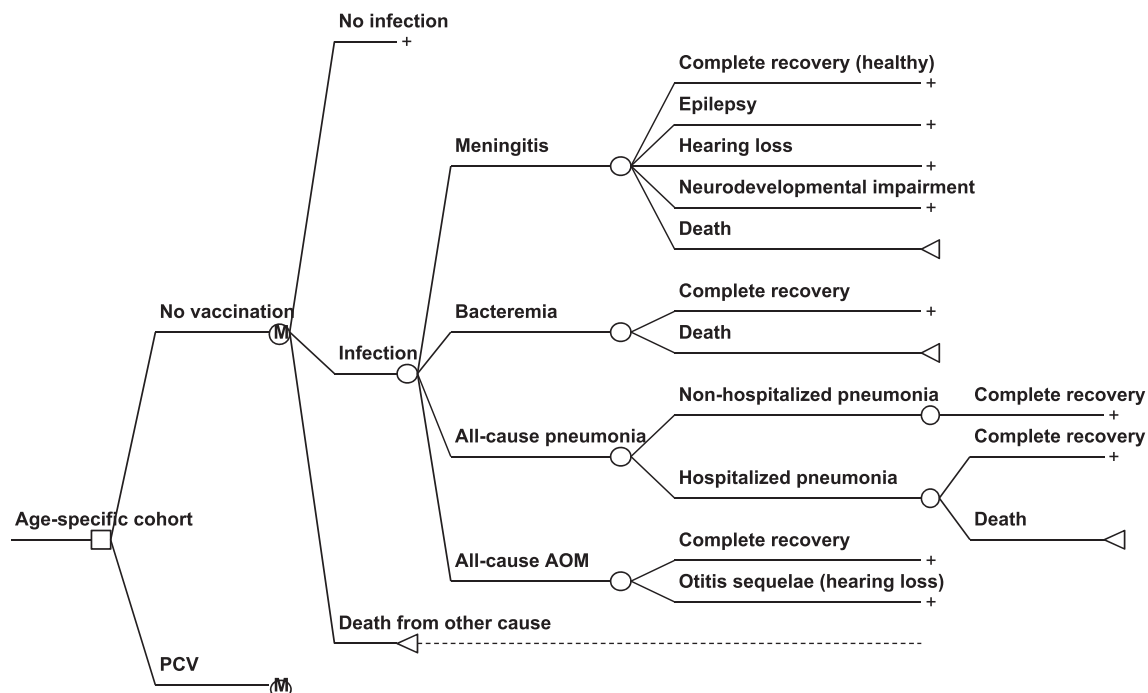 No infection
+
Complete recovery (healthy)
+
Epilepsy
+
Meningitis
Hearing loss
+
Neurodevelopmental impairment
+
Death
No vaccination
M
Bacteremia
Complete recovery
+
Death
Infection
All-cause pneumonia
Non-hospitalized pneumonia
Complete recovery
+
Hospitalized pneumonia
Complete recovery
+
Death
Age-specific cohort
All-cause AOM
Complete recovery
+
Otitis sequelae (hearing loss)
+
Death from other cause
PCV
M